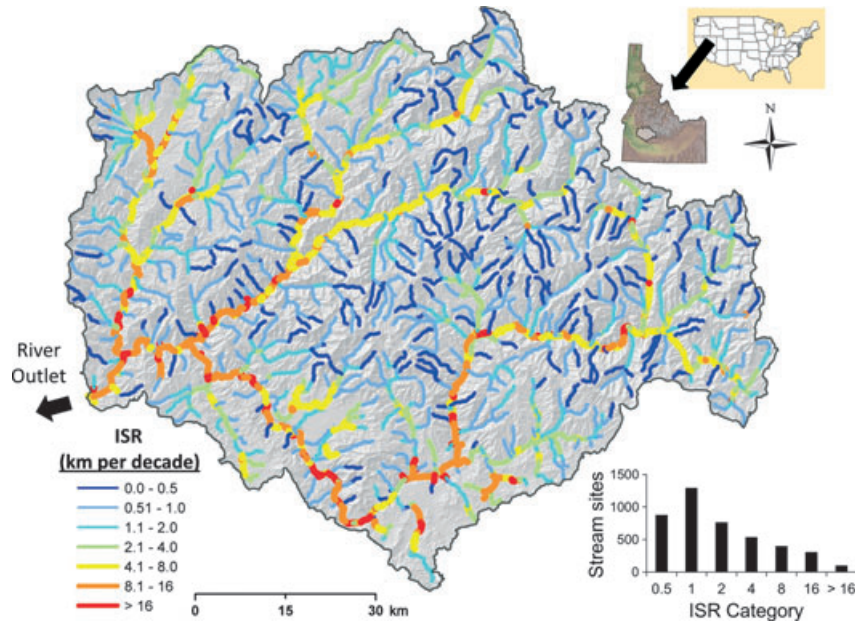 N
River
Outlet
ISR
(km per decade)
0.0 - 0.5
0.51 - 1.0
1.1 - 2.0
2.1 - 4.0
4.1 - 8.0
8.1 - 16
> 16
0 15 30 km
Stream sites
1500
1000
500
0
0.5 1 2 4 8 16 > 16
ISR Category